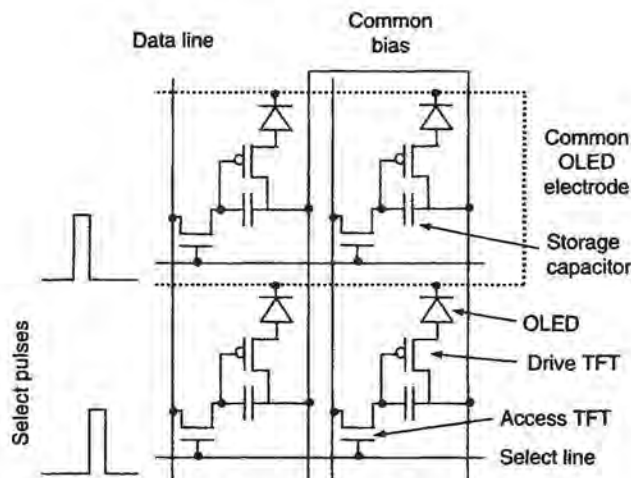 Data line
Common
bias
Common
OLED
electrode
Storage
capacitor
OLED
Drive TFT
Access TFT
Select line
Select pulses